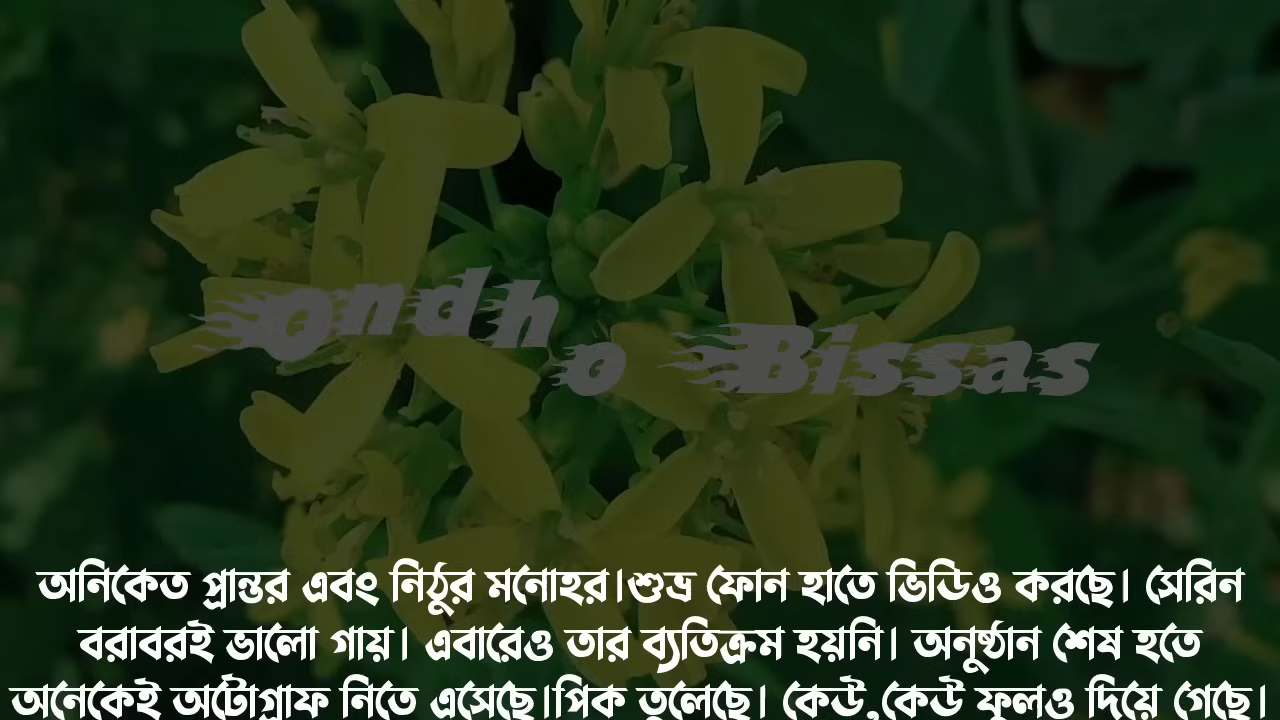 Ondho Bissas
অনিকেত প্রান্তর এবং নিঠুর মনোহর।শুভ্র ফোন হাতে ভিডিও করছে। সেরিন
বরাবরই ভালো গায়। এবারেও তার ব্যতিক্রম হয়নি। অনুষ্ঠান শেষ হতে
অনেকেই অটোগ্রাফ নিতে এসেছে।পিক তুলেছে। কেউ,কেউ ফুলও দিয়ে গেছে।